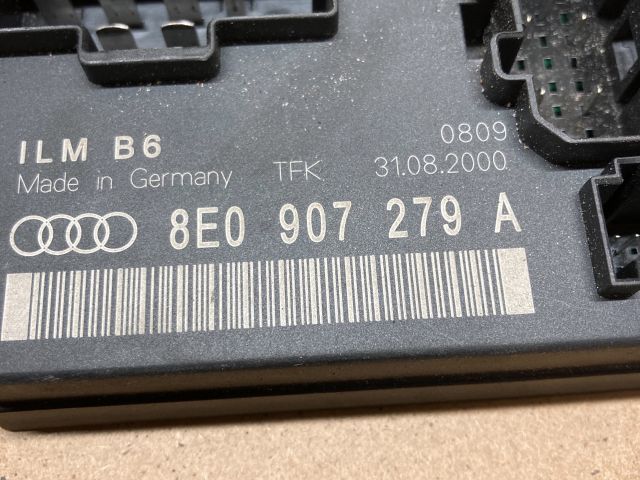 ILM B6 0809
Made in Germany TFK 31.08.2000
8E0 907 279 A